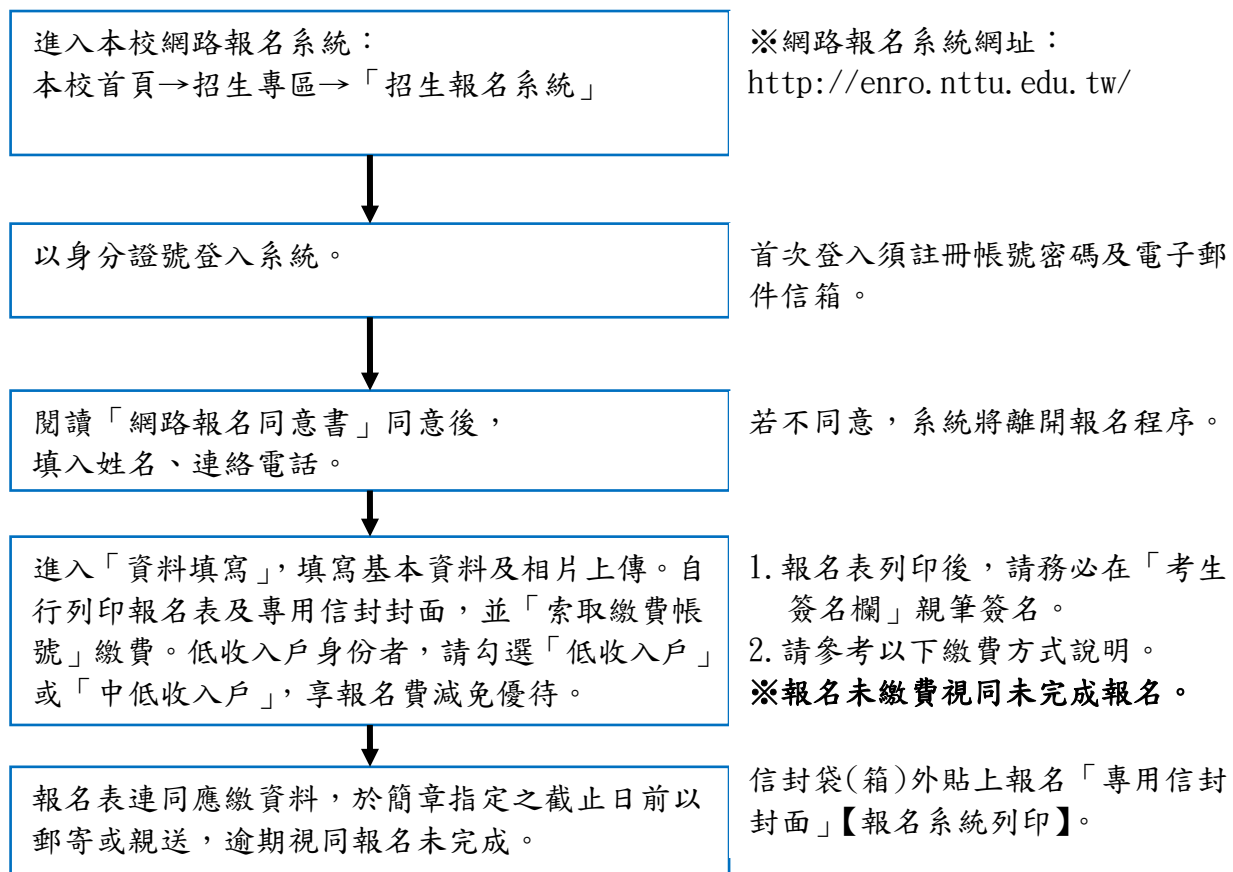 進入本校網路報名系統：
本校首頁→招生專區→「招生報名系統」
※網路報名系統網址：
http://enro.nttu.edu.tw/
以身分證號登入系統。
首次登入須註冊帳號密碼及電子郵
件信箱。
閱讀「網路報名同意書」同意後，
填入姓名、連絡電話。
若不同意，系統將離開報名程序。
進入「資料填寫」，填寫基本資料及相片上傳。自
行列印報名表及專用信封封面，並「索取繳費帳
號」繳費。低收入戶身份者，請勾選「低收入戶」
或「中低收入戶」，享報名費減免優待。
1.報名表列印後，請務必在「考生
簽名欄」親筆簽名。
2.請參考以下繳費方式說明。
※報名未繳費視同未完成報名。
報名表連同應繳資料，於簡章指定之截止日前以
郵寄或親送，逾期視同報名未完成。
信封袋(箱)外貼上報名「專用信封
封面」【報名系統列印】。